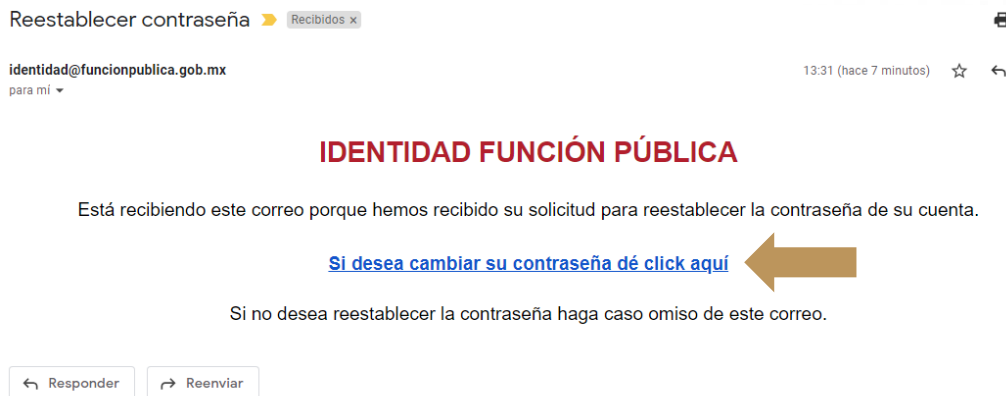 Reestablecer contraseña Recibidos x
identidad@funcionpublica.gob.mx 13:31 (hace 7 minutos)
para mí
IDENTIDAD FUNCIÓN PÚBLICA
Está recibiendo este correo porque hemos recibido su solicitud para reestablecer la contraseña de su cuenta.
Si desea cambiar su contraseña dé click aquí
Si no desea reestablecer la contraseña haga caso omiso de este correo.
Responder Reenviar